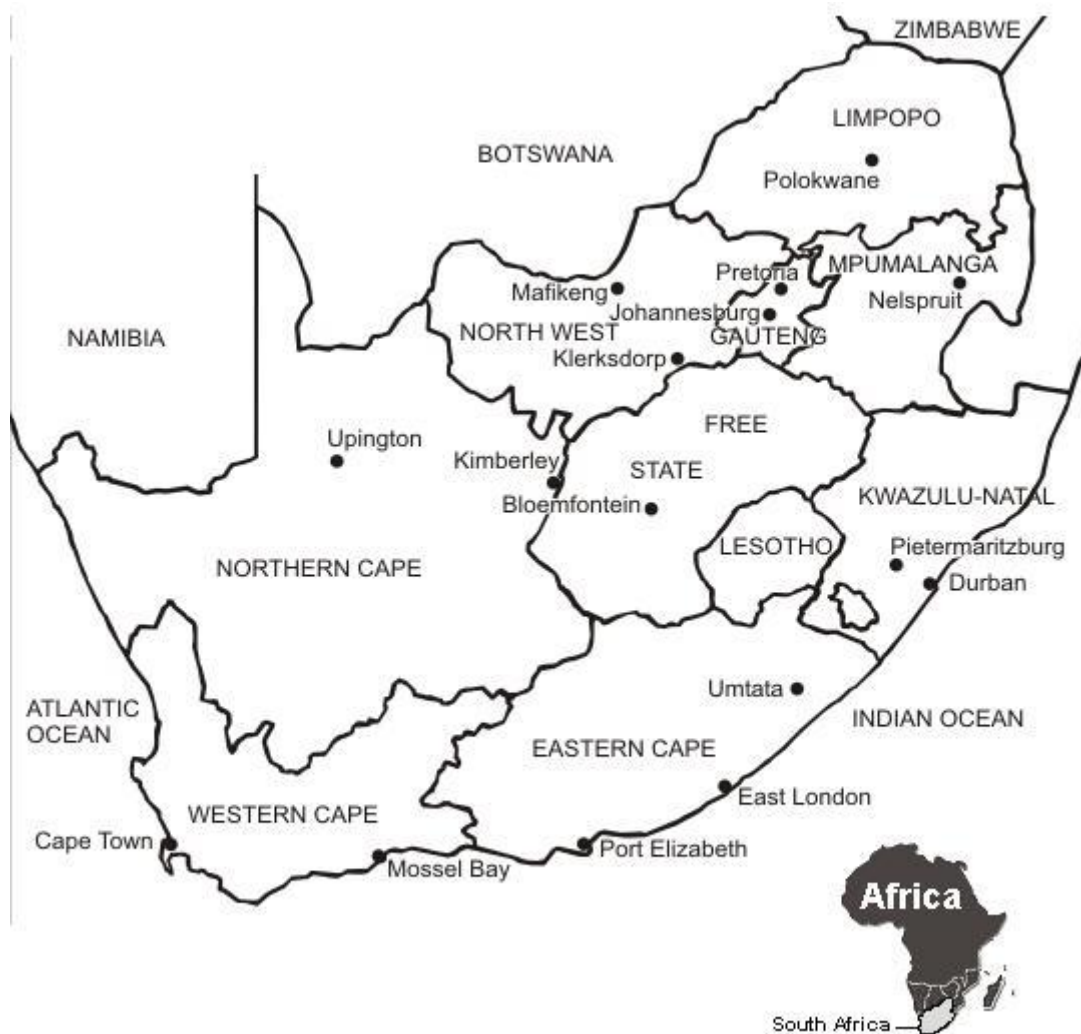 ZIMBABWE
LIMPOPO
BOTSWANA
Polokwane
MPUMALANGA
Pretoria
Mafikeng
Nelspruit
Johannesburg
NAMIBIA
NORTH WEST
GAUTENG
Klerksdorp
FREE
Upington
Kimberley
STATE
KWAZULU-NATAL
Bloemfontein
LESOTHO
Pietermaritzburg
NORTHERN CAPE
Durban
Umtata
ATLANTIC
OCEAN
INDIAN OCEAN
EASTERN CAPE
East London
WESTERN CAPE
Cape Town
Port Elizabeth
Mossel Bay
Africa
South Africa